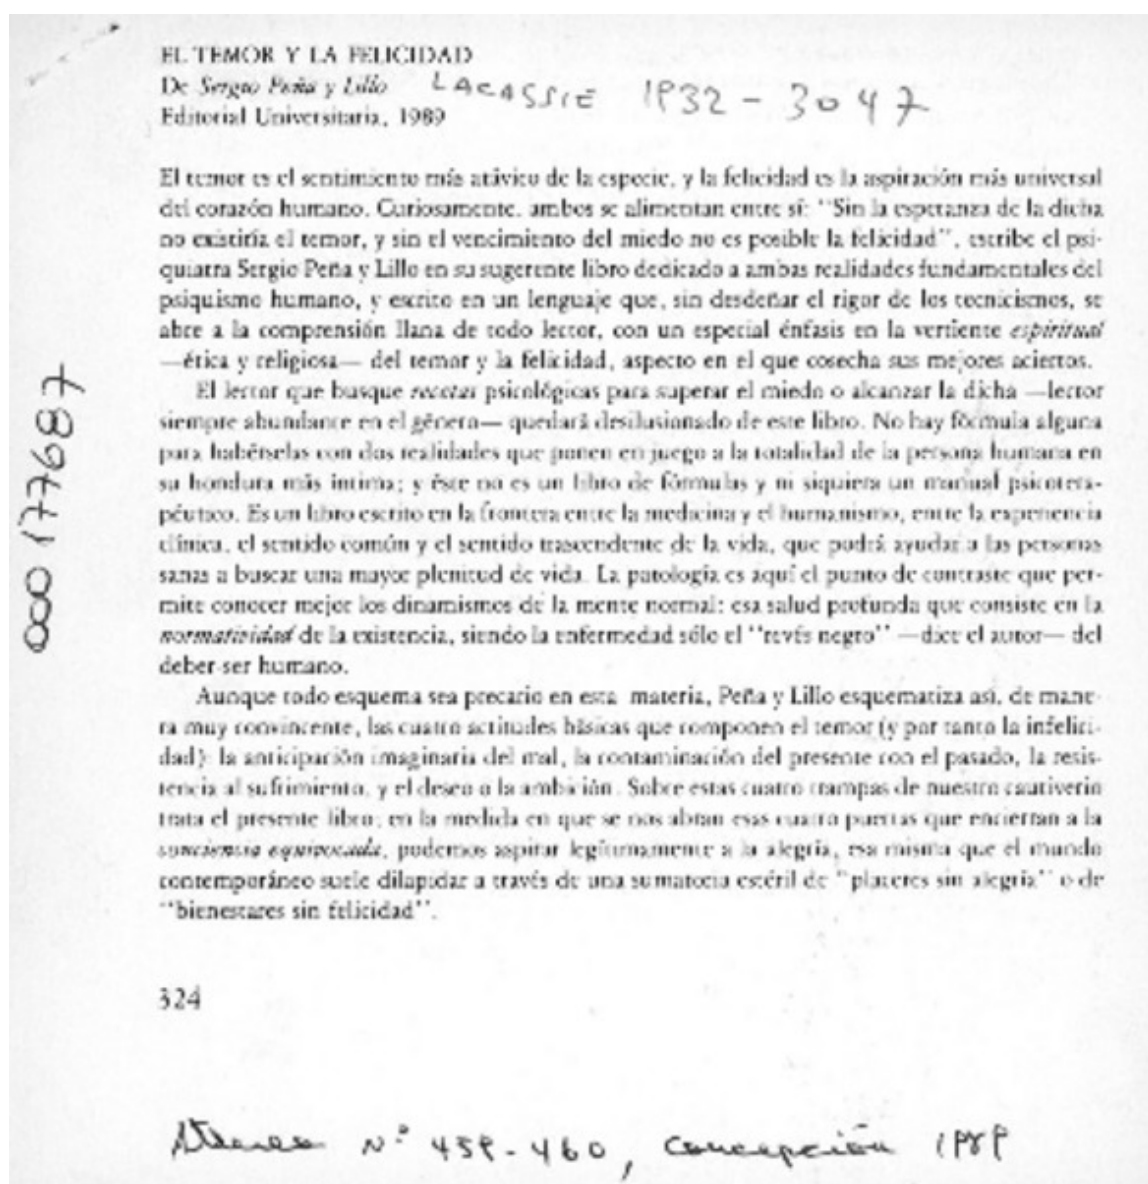 EL TEMOR Y LA FELICIDAD
De Sergio Peña y Lillo LACASSIE 1932 - 3047
Editorial Universitaria, 1989
El temor es el sentimiento más atávico de la especie, y la felicidad es la aspiración más universal
del corazón humano. Curiosamente, ambos se alimentan entre sí: "Sin la esperanza de la dicha
no existiría el temor, y sin el vencimiento del miedo no es posible la felicidad", escribe el psi-
quiatra Sergio Peña y Lillo en su sugerente libro dedicado a ambas realidades fundamentales del
psiquismo humano, y escrito en un lenguaje que, sin desdeñar el rigor de los tecnicismos, se
abre a la comprensión llana de todo lector, con un especial énfasis en la vertiente espiritual
—ética y religiosa— del temor y la felicidad, aspecto en el que cosecha sus mejores aciertos.
El lector que busque recetas psicológicas para superar el miedo o alcanzar la dicha —lector
siempre abundante en el género— quedará desilusionado de este libro. No hay fórmula alguna
para habérselas con dos realidades que ponen en juego a la totalidad de la persona humana en
su hondura más íntima; y éste no es un libro de fórmulas y ni siquiera un manual psicotera-
péutico. Es un libro escrito en la frontera entre la medicina y el humanismo, entre la experiencia
clínica, el sentido común y el sentido trascendente de la vida, que podrá ayudar a las personas
sanas a buscar una mayor plenitud de vida. La patología es aquí el punto de contraste que per-
mite conocer mejor los dinamismos de la mente normal: esa salud profunda que consiste en la
normatividad de la existencia, siendo la enfermedad sólo el "revés negro" —dice el autor— del
deber ser humano.
Aunque todo esquema sea precario en esta materia, Peña y Lillo esquematiza así, de mane-
ra muy convincente, las cuatro actitudes básicas que componen el temor (y por tanto la infelici-
dad): la anticipación imaginaria del mal, la contaminación del presente con el pasado, la resis-
tencia al sufrimiento, y el deseo o la ambición. Sobre estas cuatro trampas de nuestro cautiverio
trata el presente libro; en la medida en que se nos abran esas cuatro puertas que encierran a la
conciencia equivocada, podemos aspirar legítimamente a la alegría, esa misma que el mundo
contemporáneo suele dilapidar a través de una sumatoria estéril de "placeres sin alegría" o de
"bienestares sin felicidad".
324
Atenea Nº 459-460, Concepción 1989
000177687